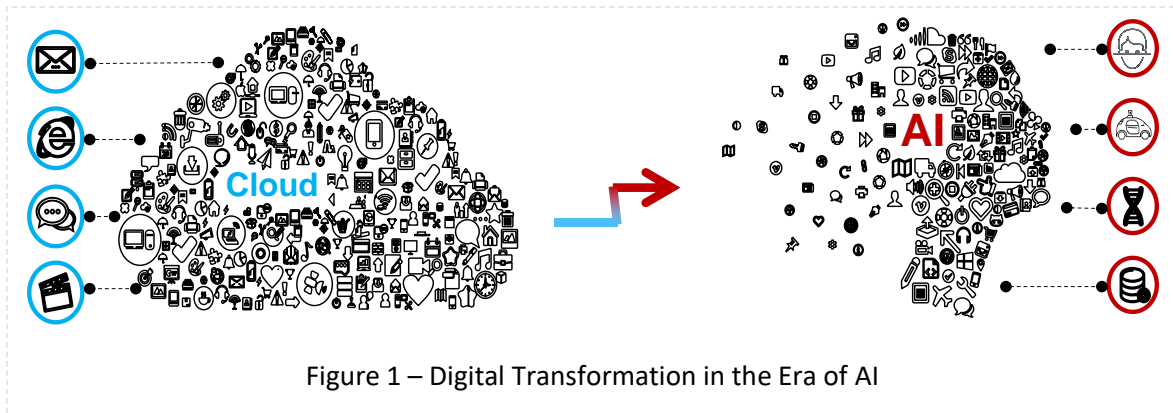 Cloud
AI
Figure 1 – Digital Transformation in the Era of AI